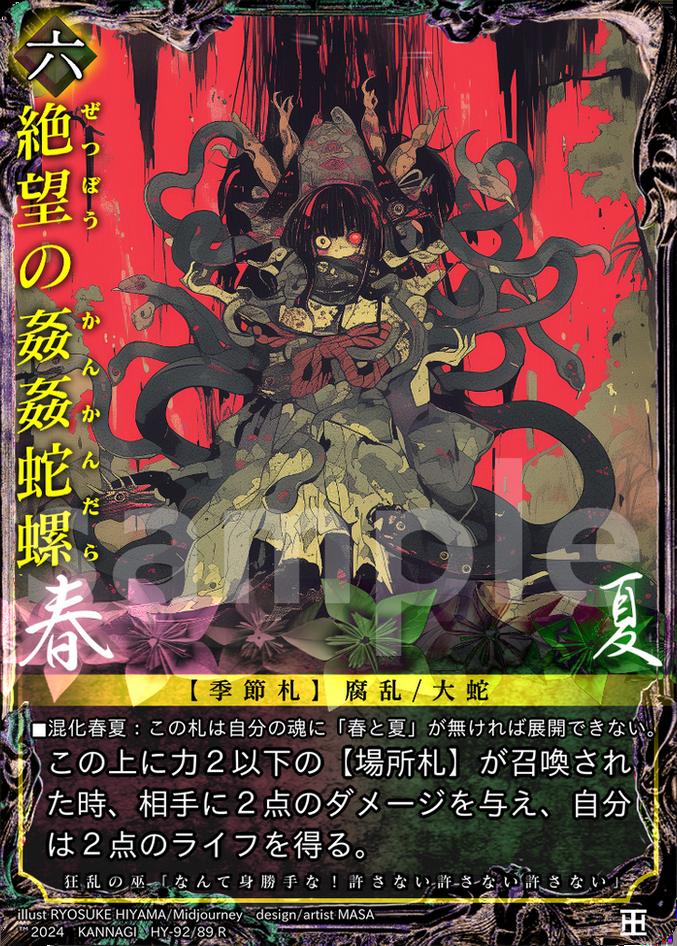 六
絶望の姦姦蛇螺
ぜつぼう かんかんだら
sample
春
夏
【季節札】腐乱/大蛇
■混化春夏：この札は自分の魂に「春と夏」が無ければ展開できない。
この上に力２以下の【場所札】が召喚され
た時、相手に２点のダメージを与え、自分
は２点のライフを得る。
狂乱の巫「なんて身勝手な！許さない許さない許さない」
illust RYOSUKE HIYAMA/Midjourney design/artist MASA
™2024 KANNAGI HY-92/89 R